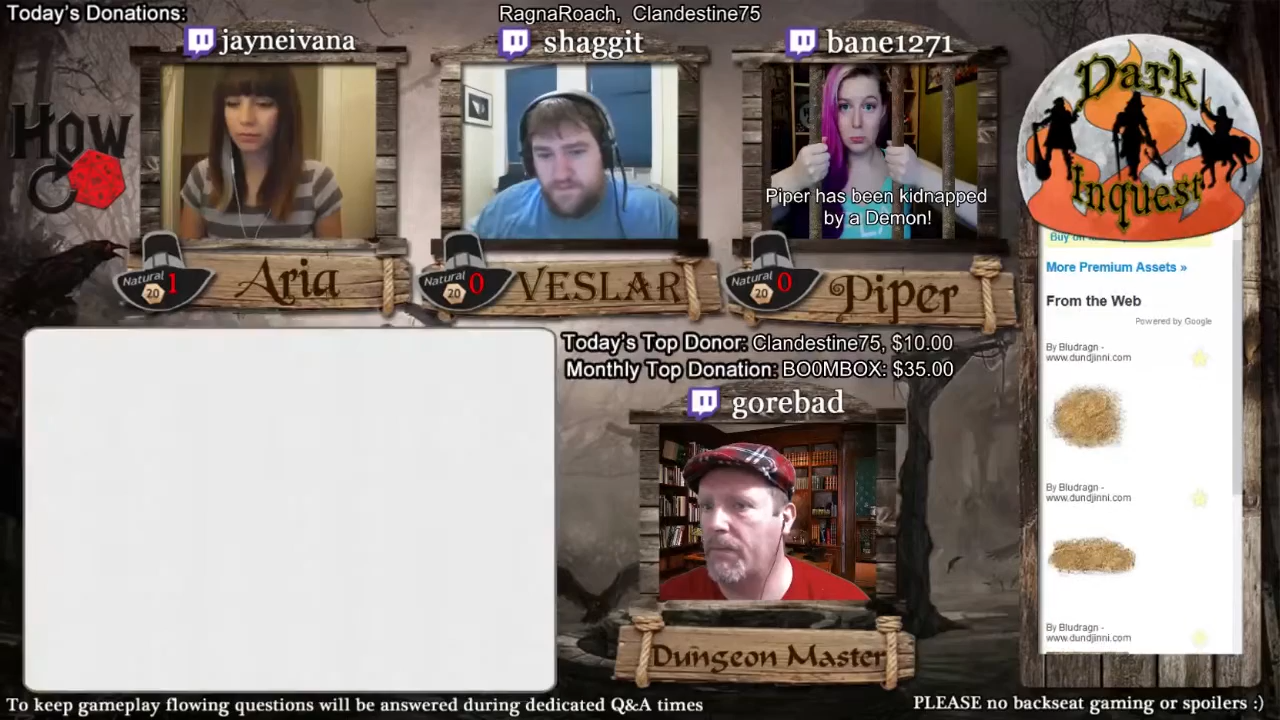 Today's Donations:
RagnaRoach, Clandestine75
jayneivana
shaggit
bane1271
HOW
Dark
Inquest
Piper has been kidnapped
by a Demon!
Natural
20
1
Aria
Natural
20
0
VESLAR
Natural
20
0
Piper
More Premium Assets »
From the Web
Powered by Google
By Bludragn -
www.dundjinni.com
By Bludragn -
www.dundjinni.com
By Bludragn -
www.dundjinni.com
Today's Top Donor: Clandestine75, $10.00
Monthly Top Donation: BO0MBOX: $35.00
gorebad
Dungeon Master
To keep gameplay flowing questions will be answered during dedicated Q&A times
PLEASE no backseat gaming or spoilers :)